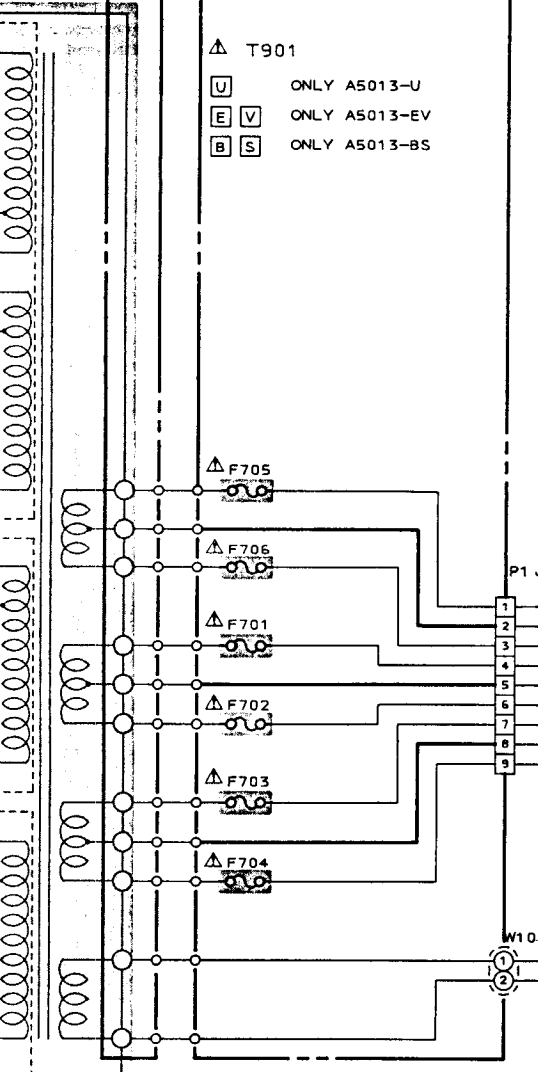 ⚠ T901
U ONLY A5013-U
E V ONLY A5013-EV
B S ONLY A5013-BS
⚠ F705
⚠ F706
P1
⚠ F701
1
2
3
4
5
6
7
8
9
⚠ F702
⚠ F703
⚠ F704
W10
1
2